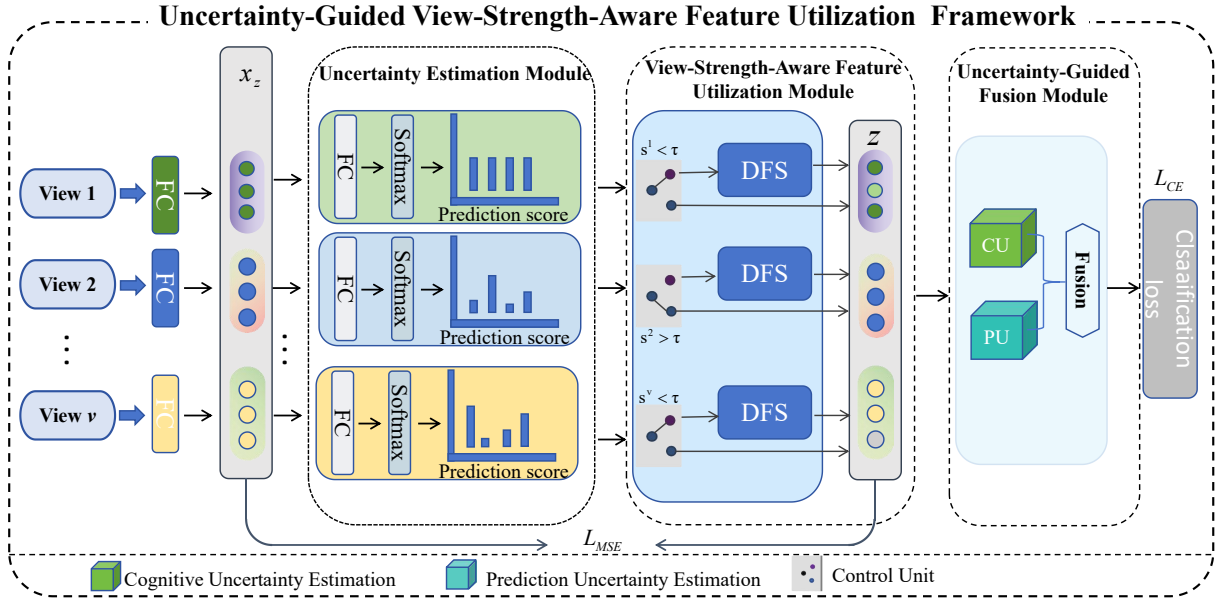 Uncertainty-Guided View-Strength-Aware Feature Utilization Framework
x_z
Uncertainty Estimation Module
View-Strength-Aware Feature
Utilization Module
Uncertainty-Guided
Fusion Module
View 1
FC
FC
Softmax
Prediction score
s^1 < τ
DFS
z
View 2
FC
FC
Softmax
Prediction score
s^2 > τ
DFS
View v
FC
FC
Softmax
Prediction score
s^v < τ
DFS
CU
PU
Fusion
L_CE
Clsaaification
loss
L_MSE
Cognitive Uncertainty Estimation
Prediction Uncertainty Estimation
Control Unit